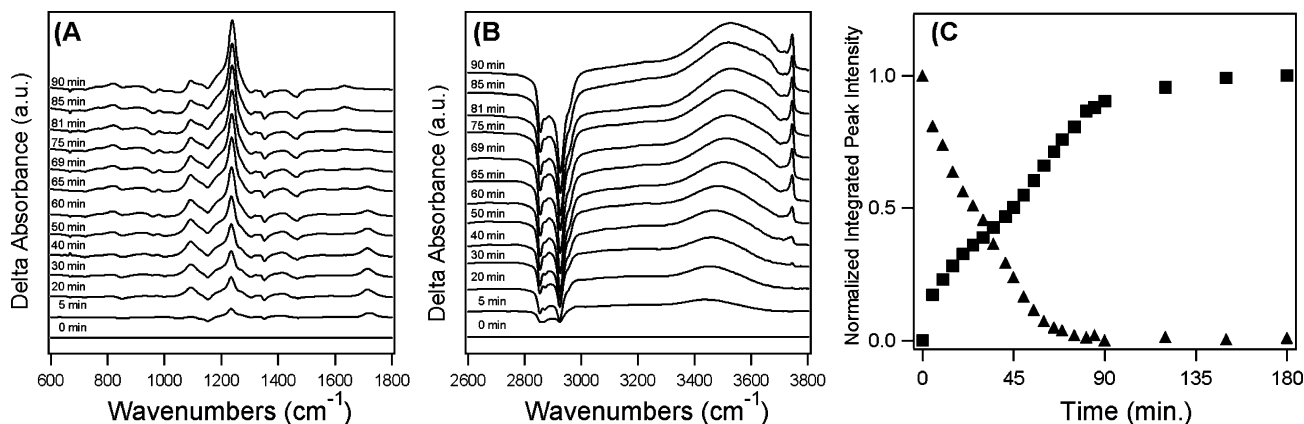 (A
Delta Absorbance (a.u.)
90 min
85 min
81 min
75 min
69 min
65 min
60 min
50 min
40 min
30 min
20 min
5 min
0 min
600 800 1000 1200 1400 1600 1800
Wavenumbers (cm-1)
(B
Delta Absorbance (a.u.)
90 min
85 min
81 min
75 min
69 min
65 min
60 min
50 min
40 min
30 min
20 min
5 min
0 min
2600 2800 3000 3200 3400 3600 3800
Wavenumbers (cm-1)
(C
Normalized Integrated Peak Intensity
1.0
0.5
0.0
0 45 90 135 180
Time (min.)